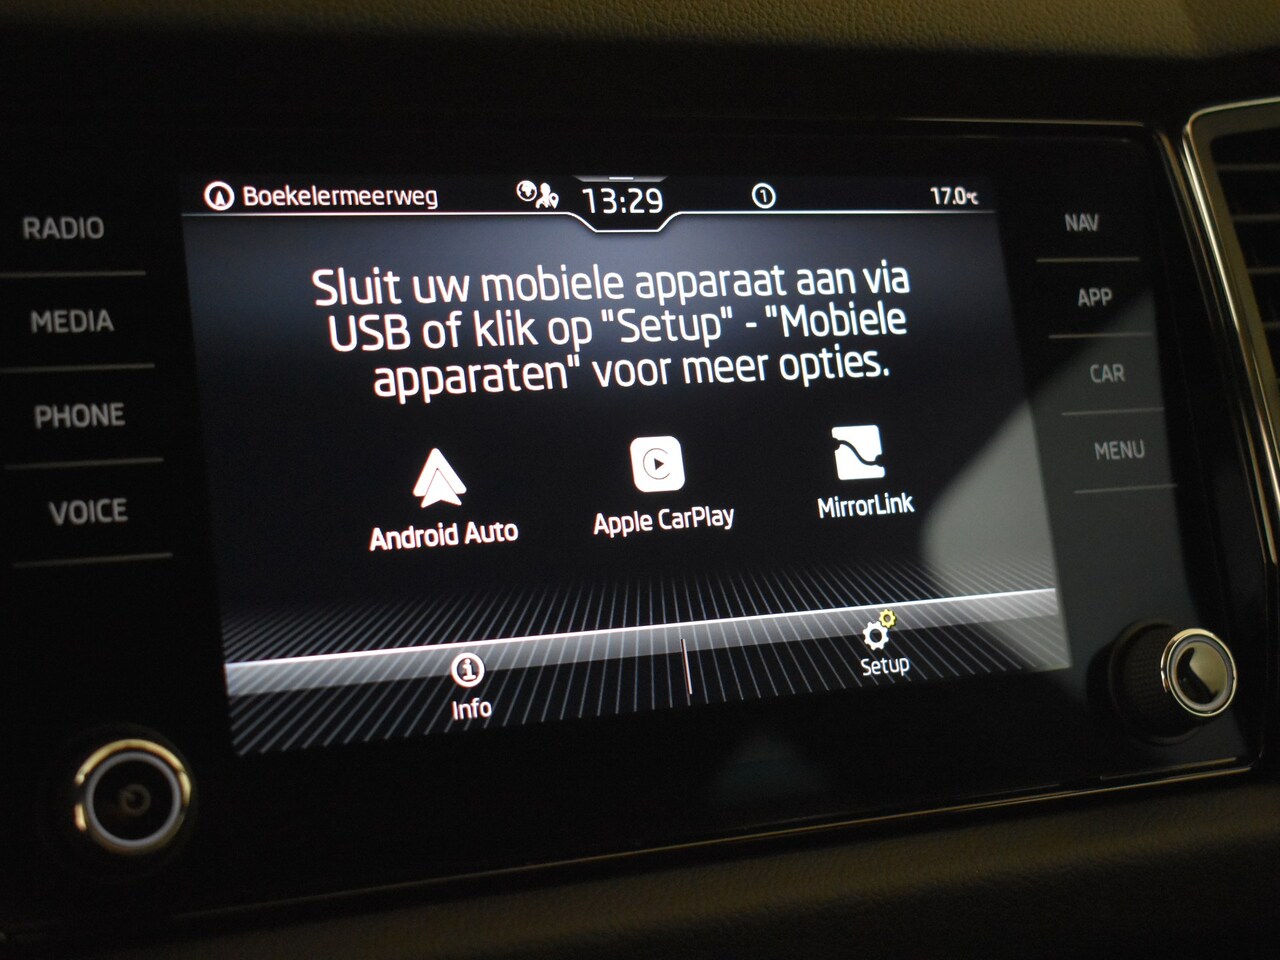 Boekelermeerweg 13:29 1 17.0°C
RADIO
MEDIA
PHONE
VOICE
Sluit uw mobiele apparaat aan via
USB of klik op "Setup" - "Mobiele
apparaten" voor meer opties.
Android Auto
Apple CarPlay
MirrorLink
Info
Setup
NAV
APP
CAR
MENU